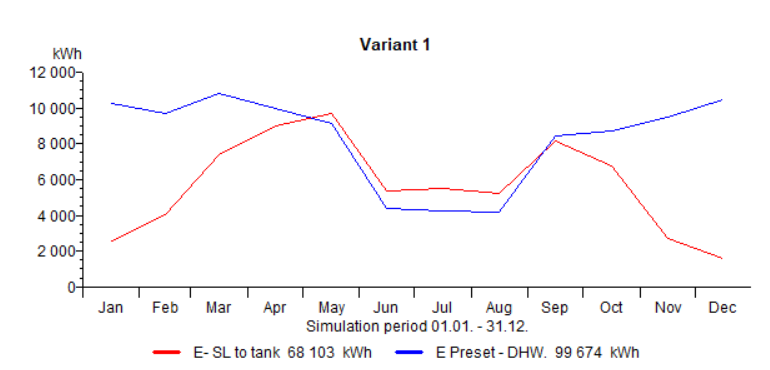 Variant 1
kWh
12 000
10 000
8 000
6 000
4 000
2 000
0
Jan Feb Mar Apr May Jun Jul Aug Sep Oct Nov Dec
Simulation period 01.01. - 31.12.
E- SL to tank 68 103 kWh E Preset - DHW. 99 674 kWh